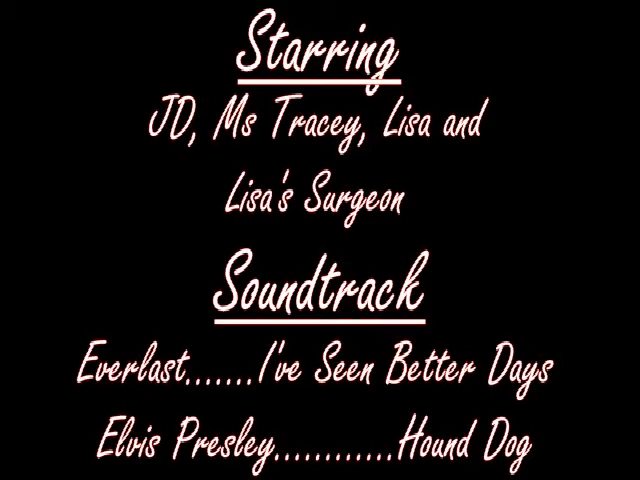 Starring
JD, Ms Tracey, Lisa and
Lisa's Surgeon
Soundtrack
Everlast.......I've Seen Better Days
Elvis Presley............Hound Dog